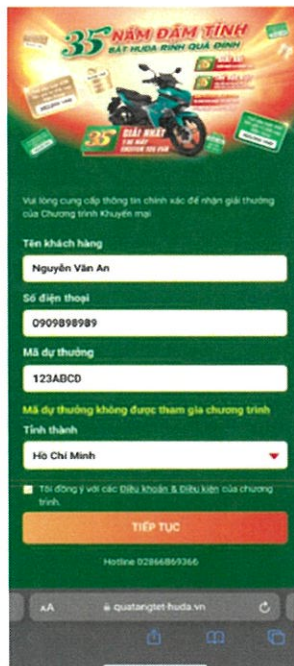 35 NĂM ĐẬM TÌNH
BẬT HUDA RINH QUÀ ĐỈNH
35 GIẢI NHẤT
Vui lòng cung cấp thông tin chính xác để nhận giải thưởng
của Chương trình Khuyến mại
Tên khách hàng
Nguyễn Văn An
Số điện thoại
0909898989
Mã dự thưởng
123ABCD
Mã dự thưởng không được tham gia chương trình
Tỉnh thành
Hồ Chí Minh
Tôi đồng ý với các Điều khoản & Điều kiện của chương
trình.
TIẾP TỤC
Hotline 02866869366
AA quatangtet-huda.vn